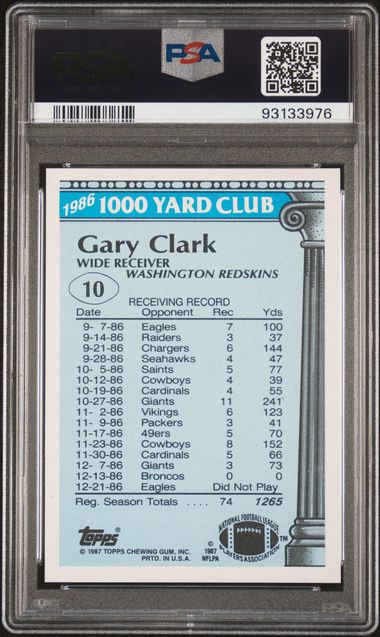 PSA
93133976
1986 1000 YARD CLUB
Gary Clark
WIDE RECEIVER
WASHINGTON REDSKINS
10
RECEIVING RECORD
Date Opponent Rec Yds
9- 7-86 Eagles 7 100
9-14-86 Raiders 3 37
9-21-86 Chargers 6 144
9-28-86 Seahawks 4 47
10- 5-86 Saints 5 77
10-12-86 Cowboys 4 39
10-19-86 Cardinals 4 55
10-27-86 Giants 11 241
11- 2-86 Vikings 6 123
11- 9-86 Packers 3 41
11-17-86 49ers 5 70
11-23-86 Cowboys 8 152
11-30-86 Cardinals 5 66
12- 7-86 Giants 3 73
12-13-86 Broncos 0 0
12-21-86 Eagles Did Not Play
Reg. Season Totals .... 74 1265
topps®
© 1987 TOPPS CHEWING GUM, INC.
PRTD. IN U.S.A.
© 1987 NFLPA
NATIONAL FOOTBALL LEAGUE
PLAYERS ASSOCIATION
TM